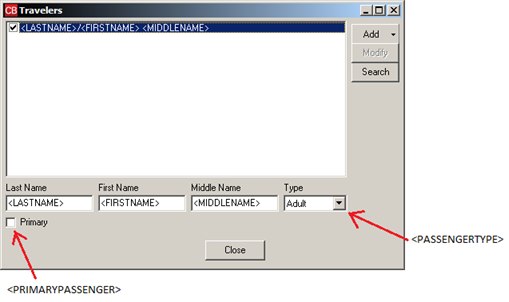 CB Travelers
<LASTNAME>/<FIRSTNAME> <MIDDLENAME>
Add
Modify
Search
Last Name First Name Middle Name Type
<LASTNAME> <FIRSTNAME> <MIDDLENAME> Adult
Primary
<PASSENGERTYPE>
Close
<PRIMARYPASSENGER>